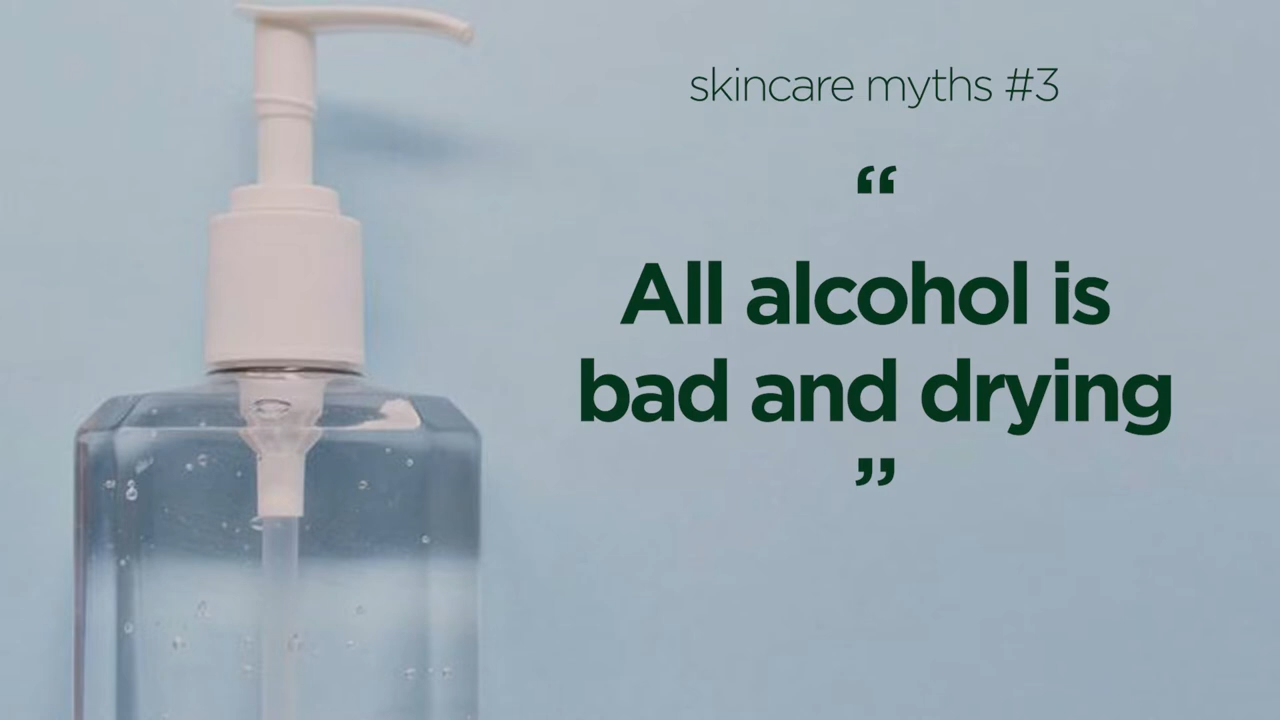 skincare myths #3
“
All alcohol is
bad and drying
”